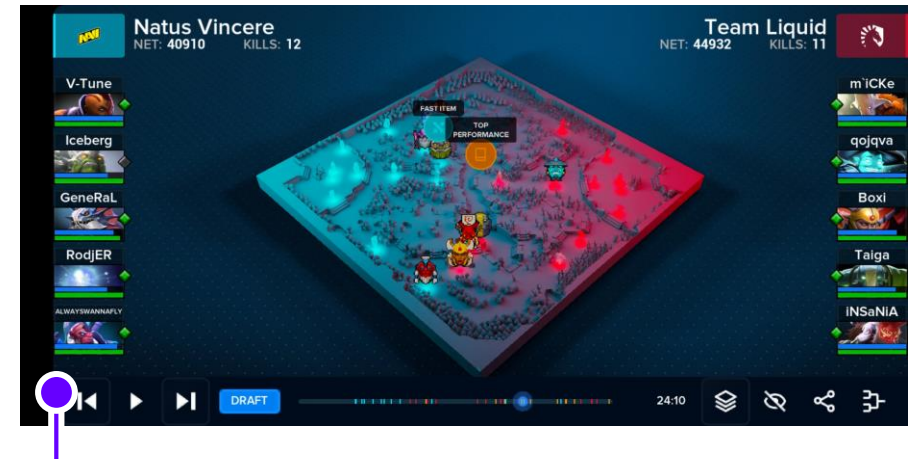 NAVI
Natus Vincere
NET: 40910 KILLS: 12
Team Liquid
NET: 44932 KILLS: 11
V-Tune
Iceberg
GeneRaL
RodjER
ALWAYSWANNAFLY
FAST ITEM
TOP
PERFORMANCE
m`iCKe
qojqva
Boxi
Taiga
iNSaNiA
DRAFT
24:10